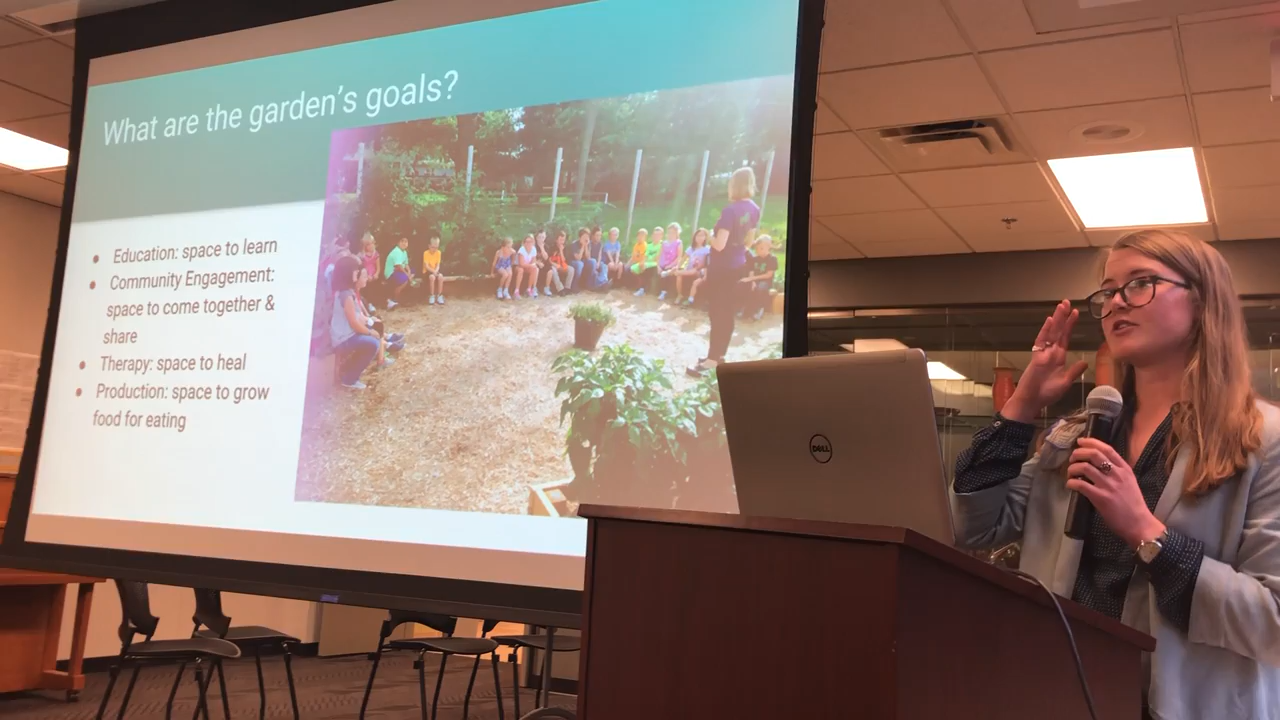 What are the garden's goals?
● Education: space to learn
● Community Engagement:
space to come together &
share
● Therapy: space to heal
● Production: space to grow
food for eating
DELL